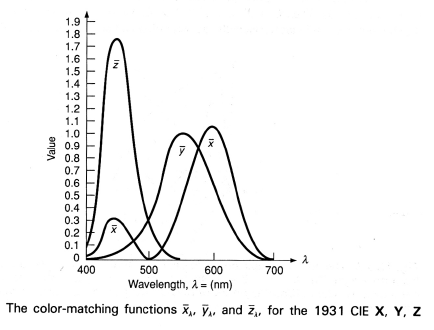 1.9
1.8
1.7
1.6
1.5
1.4
1.3
1.2
1.1
1.0
0.9
0.8
0.7
0.6
0.5
0.4
0.3
0.2
0.1
0
Value
z̅
y̅
x̅
x̅
400 500 600 700 λ
Wavelength, λ = (nm)
The color-matching functions x̅λ, y̅λ, and z̅λ, for the 1931 CIE X, Y, Z